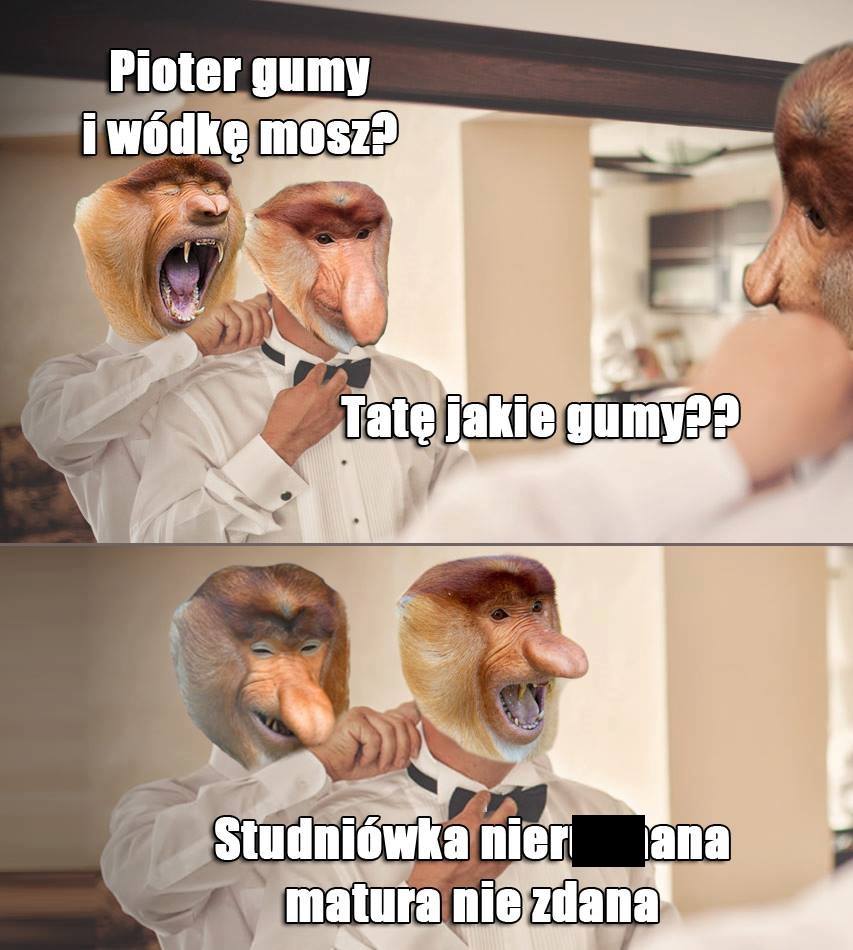 Pioter gumy
i wódkę mosz?
Tatę jakie gumy??
Studniówka
matura nie zdana